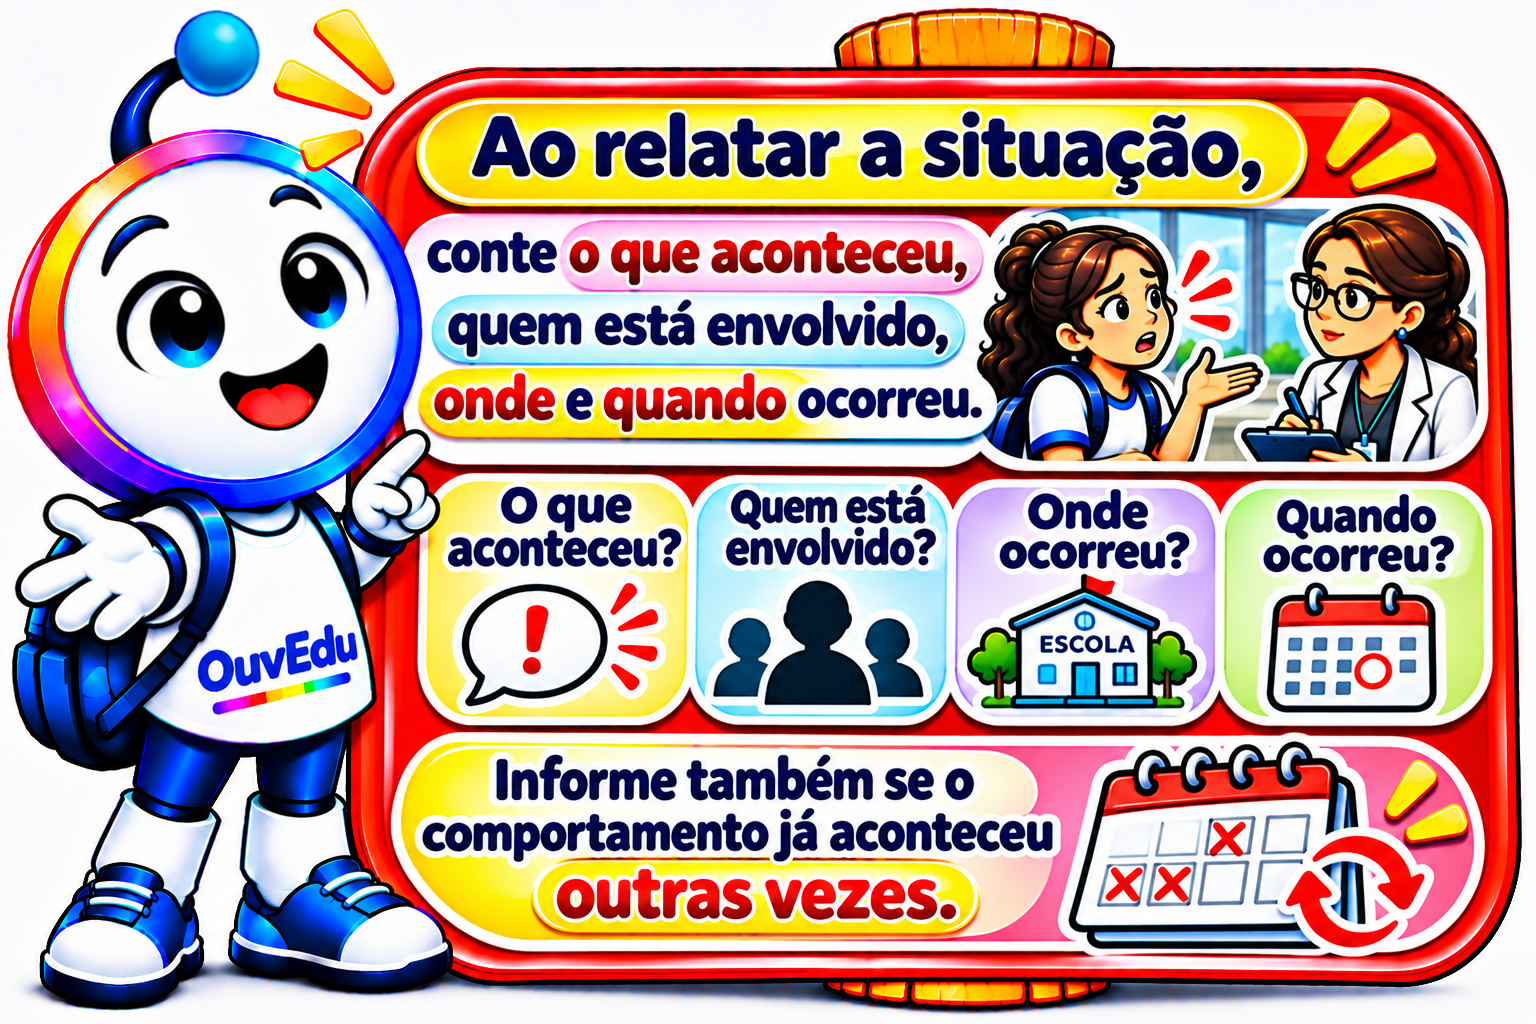 Ao relatar a situação,
conte o que aconteceu,
quem está envolvido,
onde e quando ocorreu.
O que
aconteceu?
Quem está
envolvido?
Onde
ocorreu?
Quando
ocorreu?
!
ESCOLA
OuvEdu
Informe também se o
comportamento já aconteceu
outras vezes.